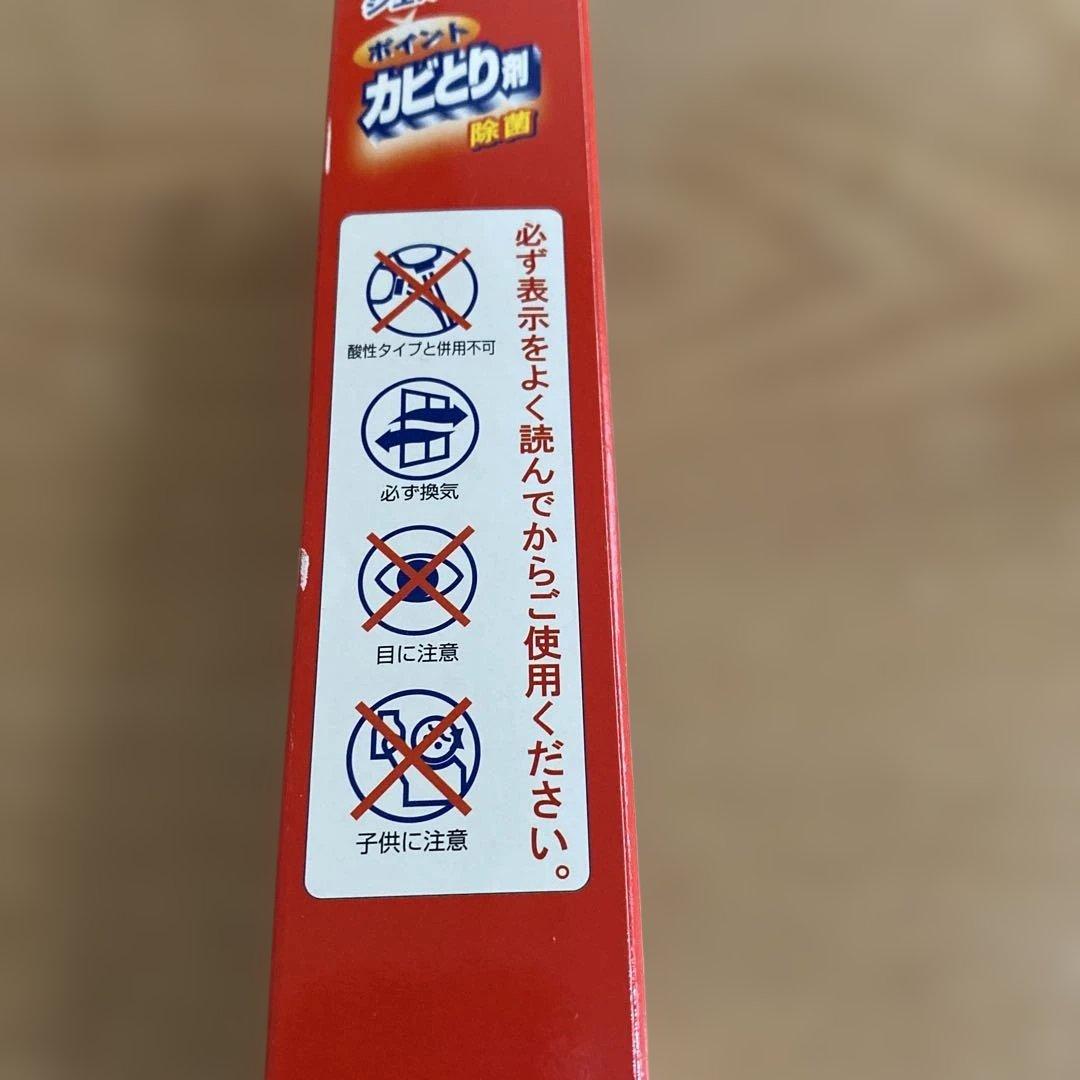 ポイント
カビとり剤
除菌
必ず表示をよく読んでからご使用ください。
酸性タイプと併用不可
必ず換気
目に注意
子供に注意